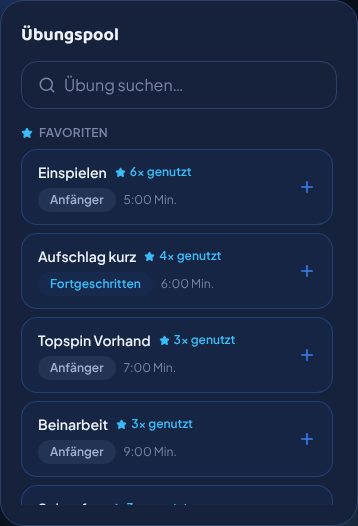 Übungspool
Übung suchen...
FAVORITEN
Einspielen 6× genutzt
Anfänger 5:00 Min.
Aufschlag kurz 4× genutzt
Fortgeschritten 6:00 Min.
Topspin Vorhand 3× genutzt
Anfänger 7:00 Min.
Beinarbeit 3× genutzt
Anfänger 9:00 Min.